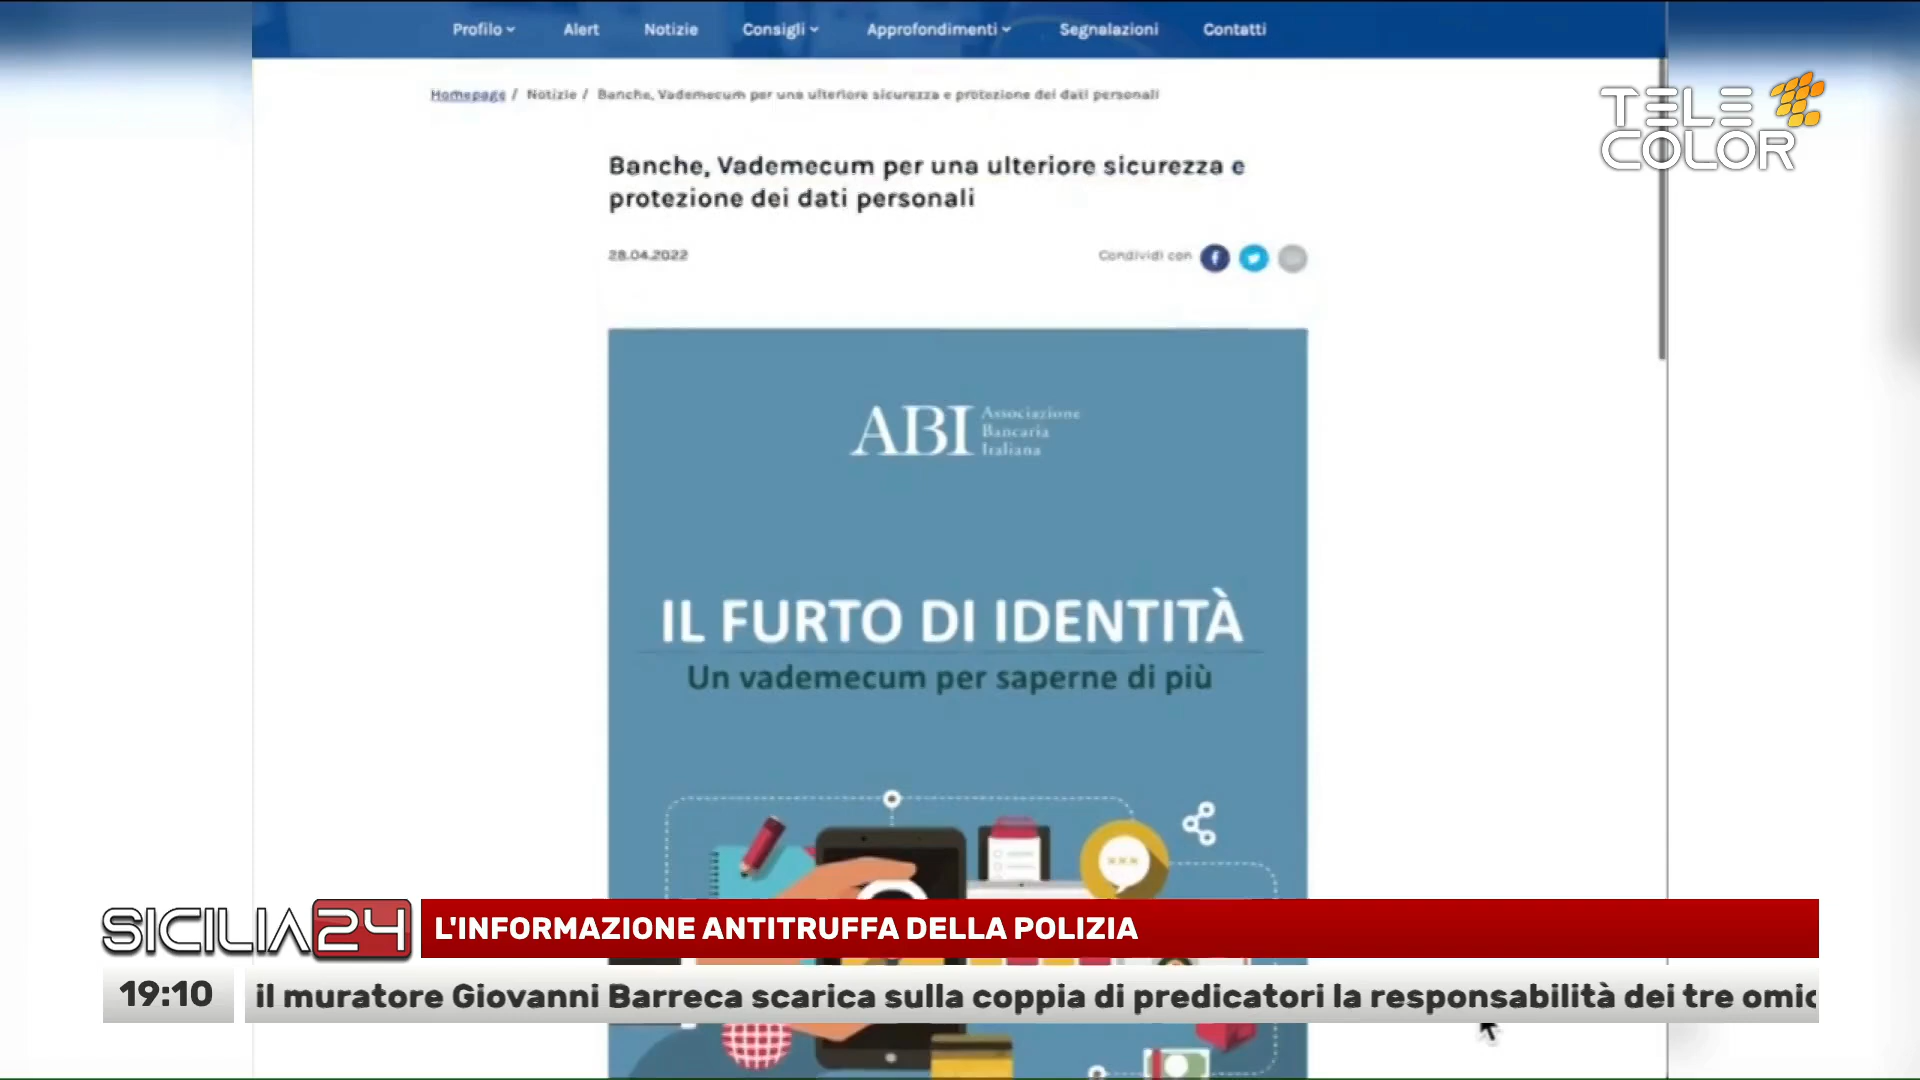 Profilo Alert Notizie Consigli Approfondimenti Segnalazioni Contatti
Homepage / Notizie / Banche, Vademecum per una ulteriore sicurezza e protezione dei dati personali
TELE
COLOR
Banche, Vademecum per una ulteriore sicurezza e
protezione dei dati personali
28.04.2022
Condividi con
ABI Associazione
Bancaria
Italiana
IL FURTO DI IDENTITÀ
Un vademecum per saperne di più
SICILIA24
L'INFORMAZIONE ANTITRUFFA DELLA POLIZIA
19:10
il muratore Giovanni Barreca scarica sulla coppia di predicatori la responsabilità dei tre omic